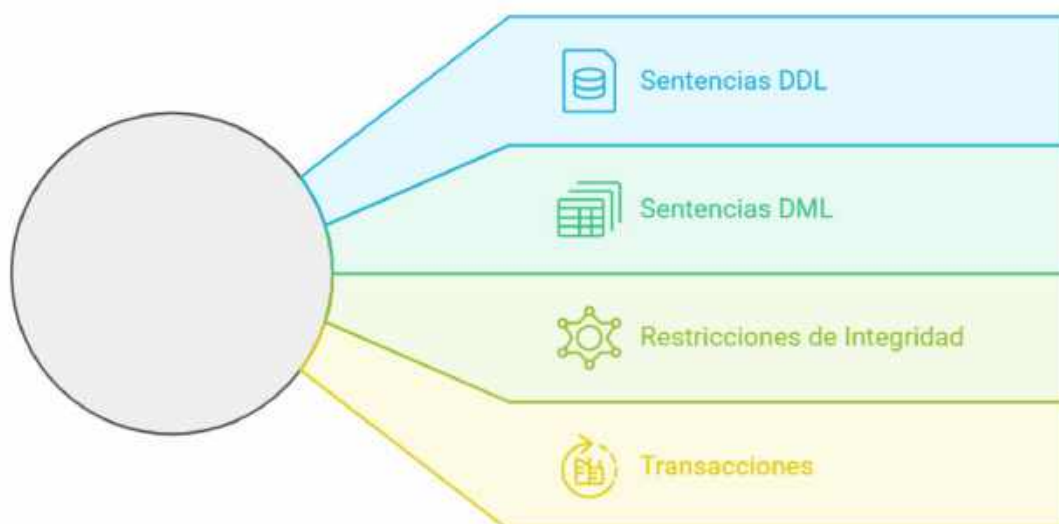 Sentencias DDL
Sentencias DML
Restricciones de Integridad
Transacciones